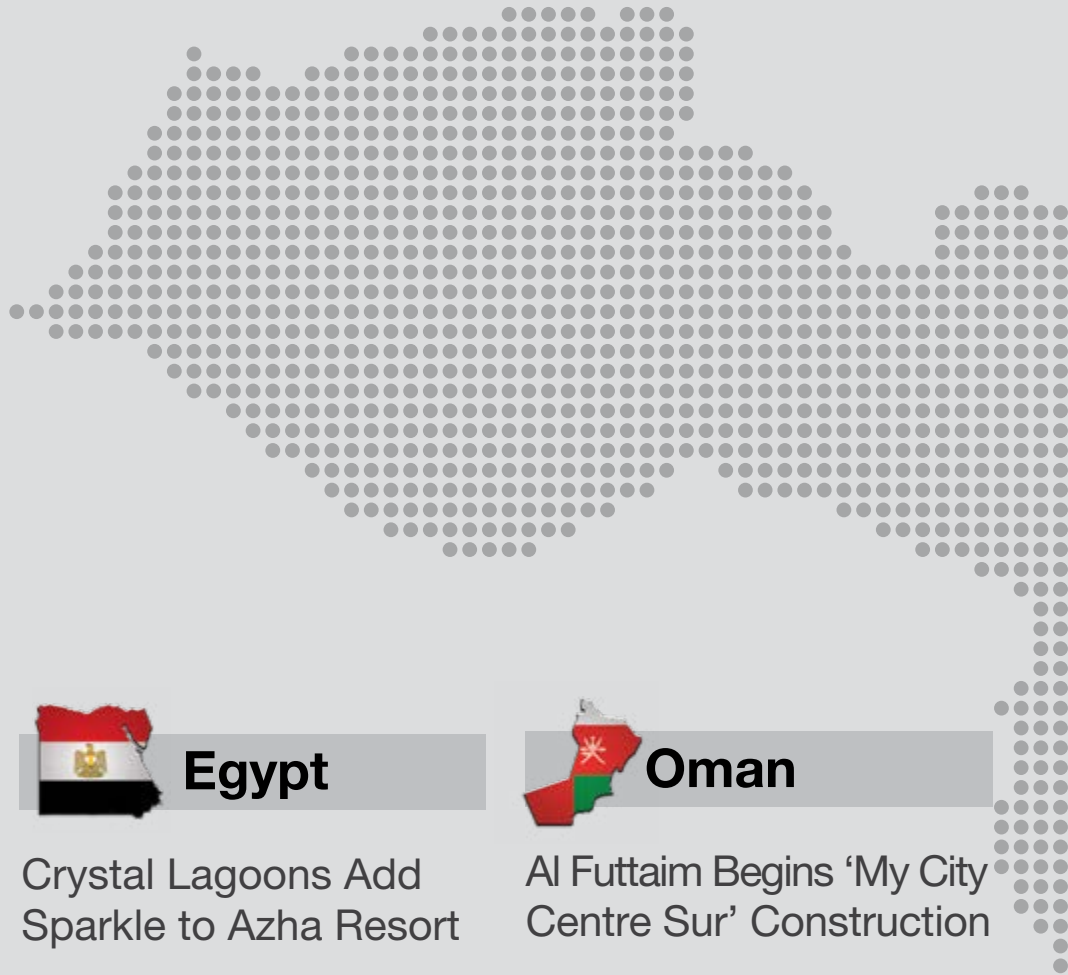 Egypt
Crystal Lagoons Add
Sparkle to Azha Resort
Oman
Al Futtaim Begins ‘My City
Centre Sur’ Construction